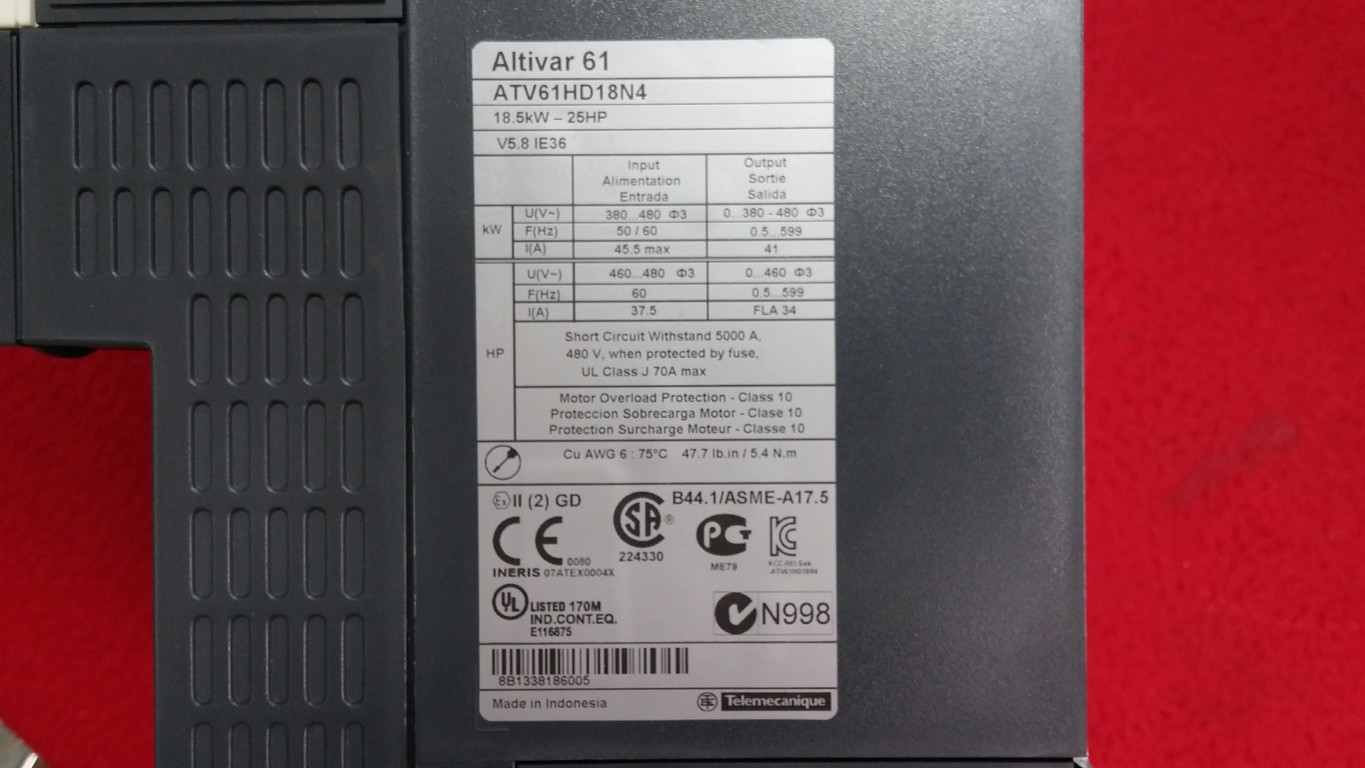 Altivar 61
ATV61HD18N4
18.5kW – 25HP
V5.8 IE36
Input Output
Alimentation Sortie
Entrada Salida
kW
U(V~) 380...480 Φ3 0...380 - 480 Φ3
F(Hz) 50 / 60 0.5...599
I(A) 45.5 max 41
HP
U(V~) 460...480 Φ3 0...460 Φ3
F(Hz) 60 0.5...599
I(A) 37.5 FLA 34
Short Circuit Withstand 5000 A,
480 V, when protected by fuse,
UL Class J 70A max
Motor Overload Protection - Class 10
Proteccion Sobrecarga Motor - Clase 10
Protection Surcharge Moteur - Classe 10
Cu AWG 6 : 75°C 47.7 lb.in / 5.4 N.m
Ex II (2) GD
CE 0080
INERIS 07ATEX0004X
SA ®
224330
B44.1/ASME-A17.5
ME79
ATV61HD18N4
UL LISTED 170M
IND.CONT.EQ.
E116875
N998
8B1338186005
Made in Indonesia
Telemecanique